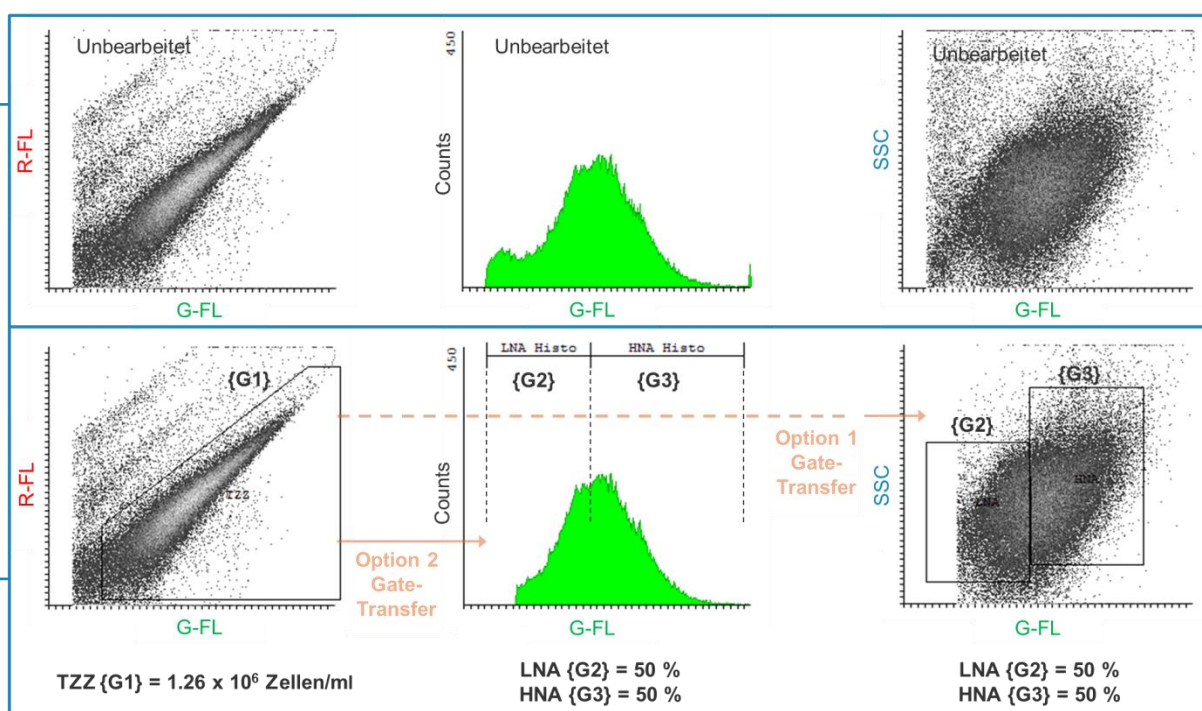 Unbearbeitet
R-FL
G-FL
Unbearbeitet
450
Counts
G-FL
Unbearbeitet
SSC
G-FL
{G1}
TZZ
R-FL
G-FL
Option 2
Gate-
Transfer
LNA Histo
HNA Histo
{G2}
{G3}
450
Counts
G-FL
Option 1
Gate-
Transfer
{G3}
{G2}
LNA
HNA
SSC
G-FL
TZZ {G1} = 1.26 x 10⁶ Zellen/ml
LNA {G2} = 50 %
HNA {G3} = 50 %
LNA {G2} = 50 %
HNA {G3} = 50 %